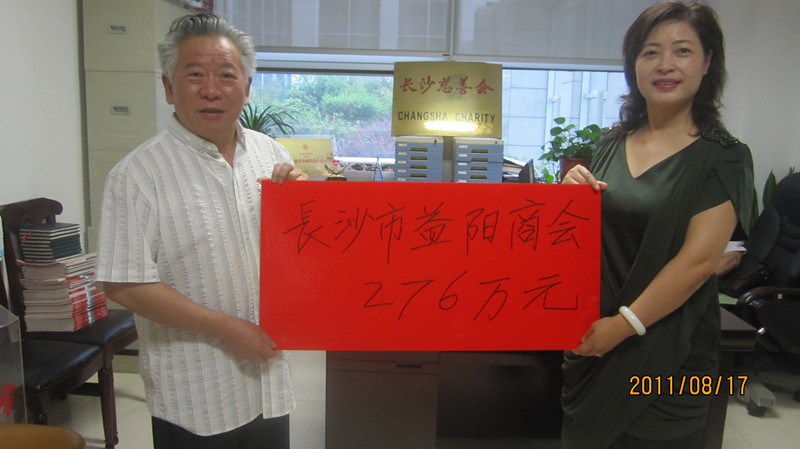 长沙慈善会
CHANGSHA CHARITY
長沙市益阳商会
276万元
2011/08/17